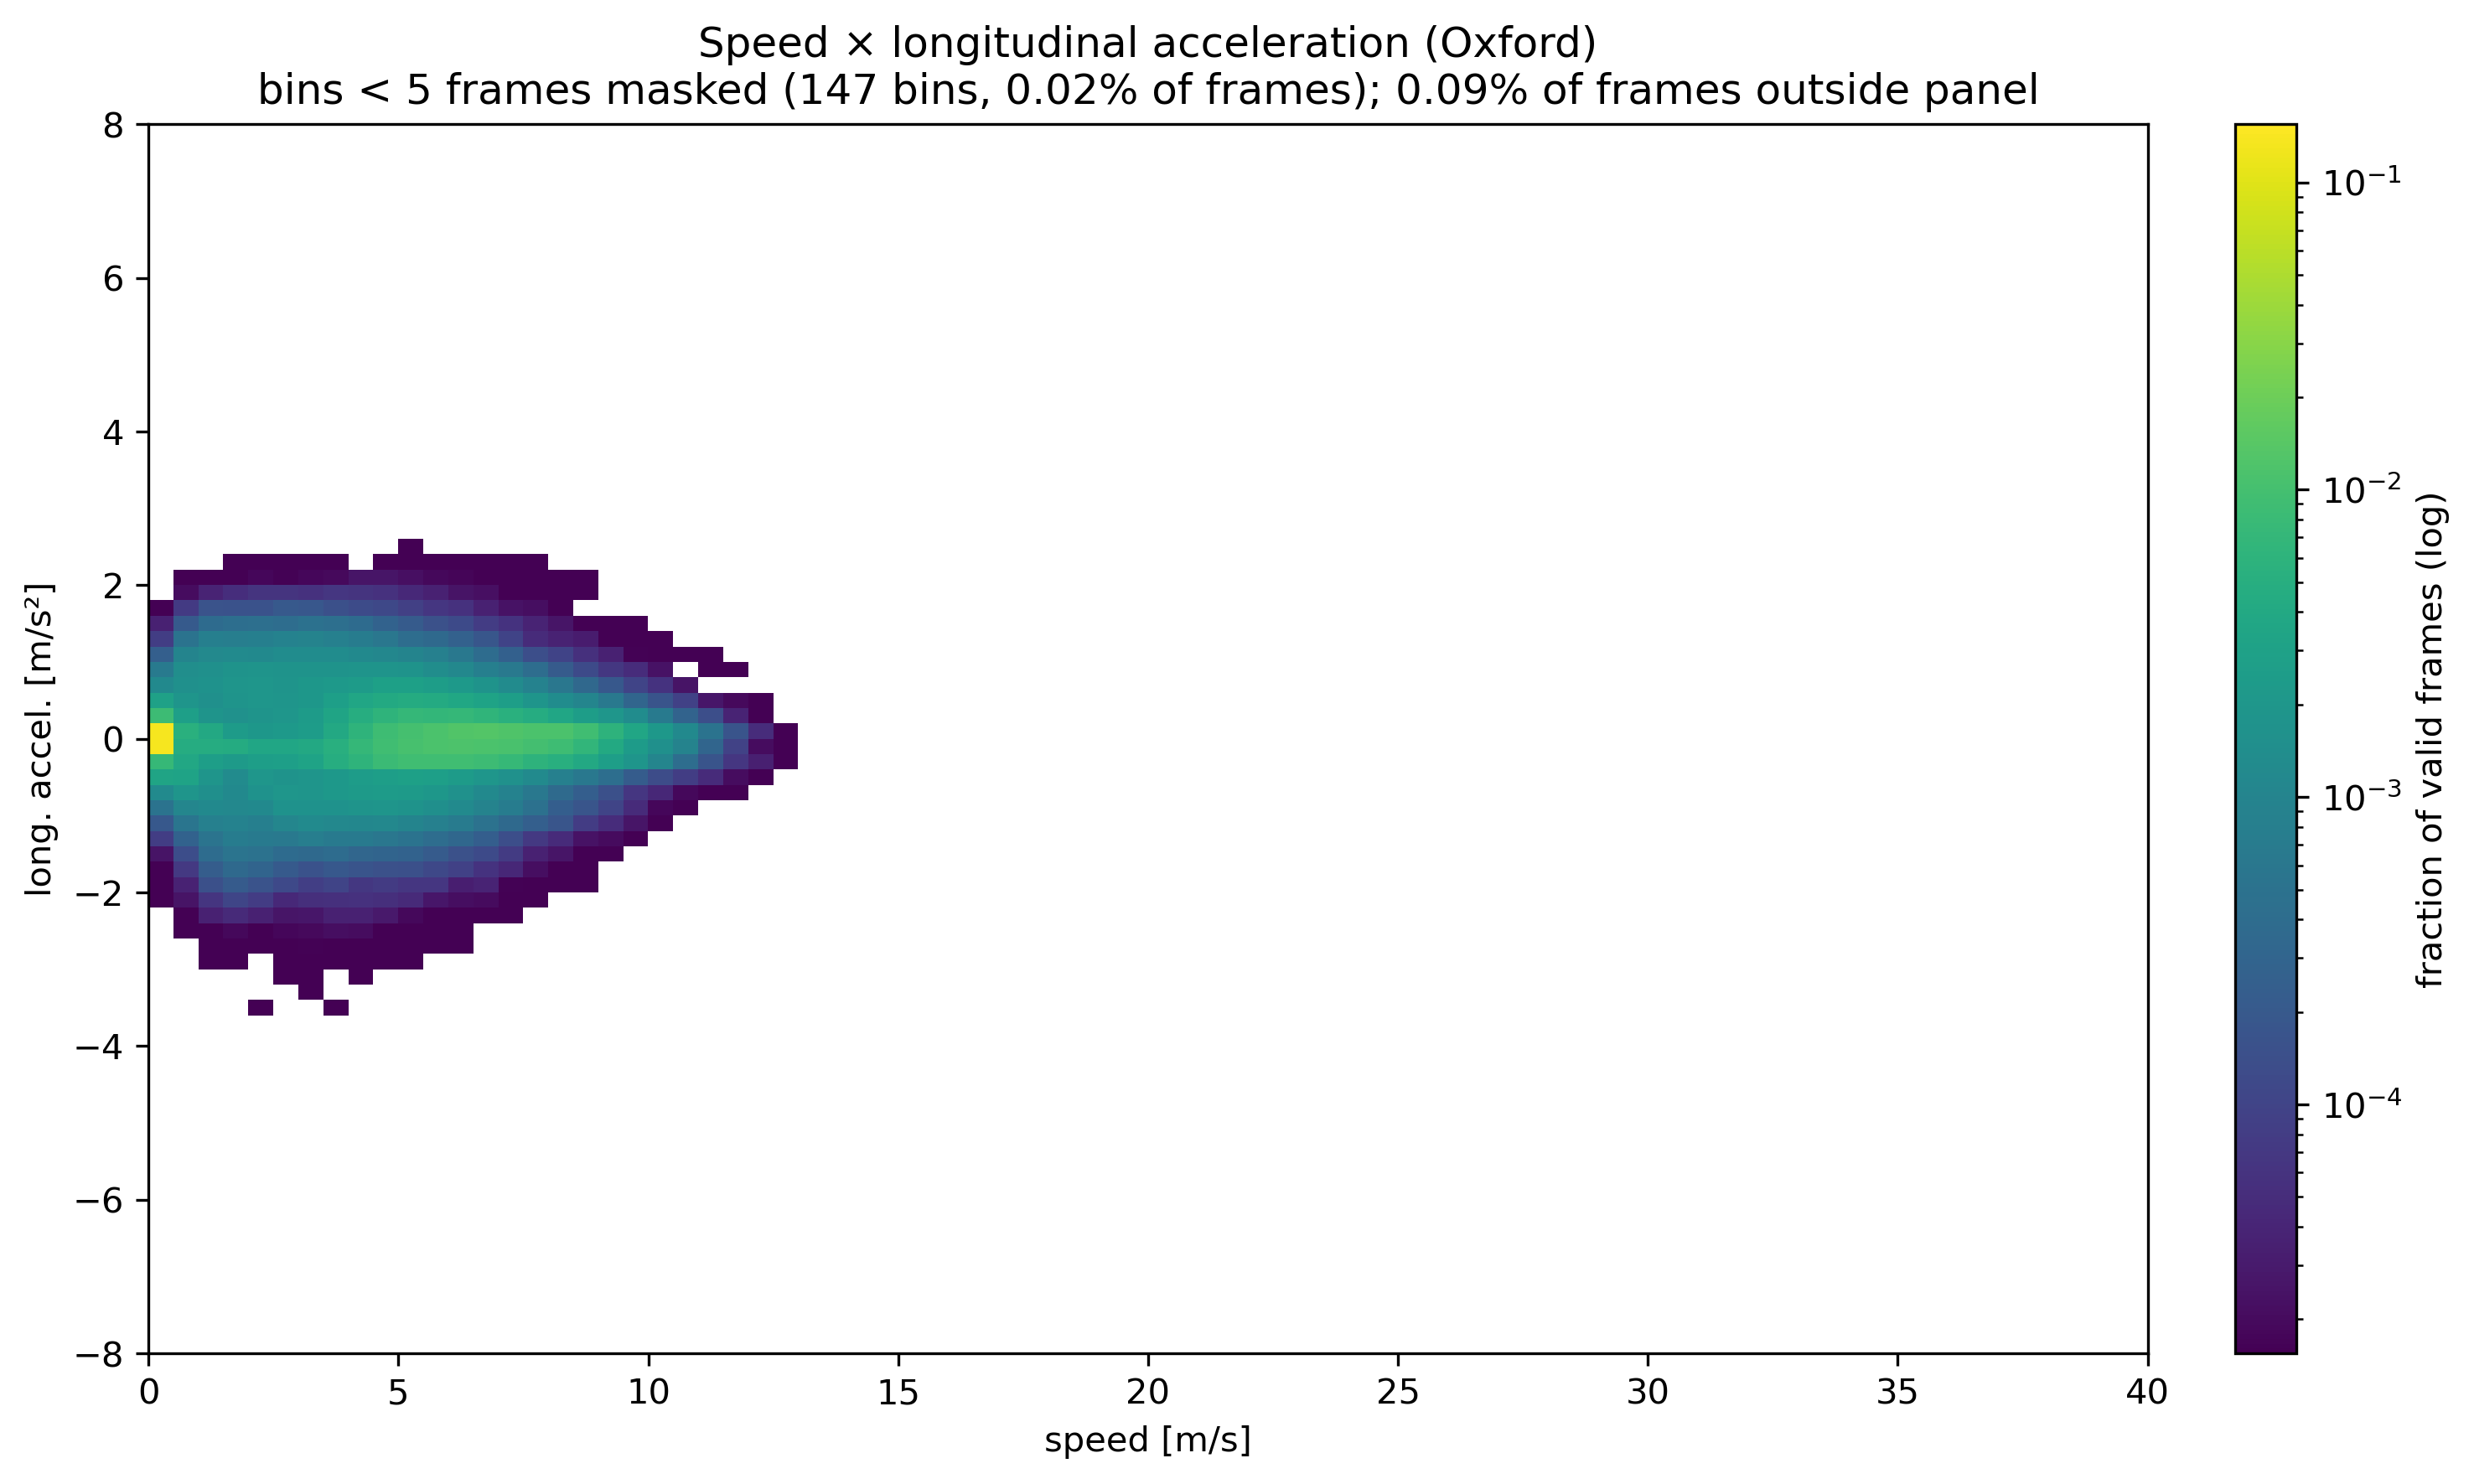 Speed × longitudinal acceleration (Oxford)
bins < 5 frames masked (147 bins, 0.02% of frames); 0.09% of frames outside panel
8
6
4
2
0
−2
−4
−6
−8
long. accel. [m/s²]
0 5 10 15 20 25 30 35 40
speed [m/s]
10⁻¹
10⁻²
10⁻³
10⁻⁴
fraction of valid frames (log)